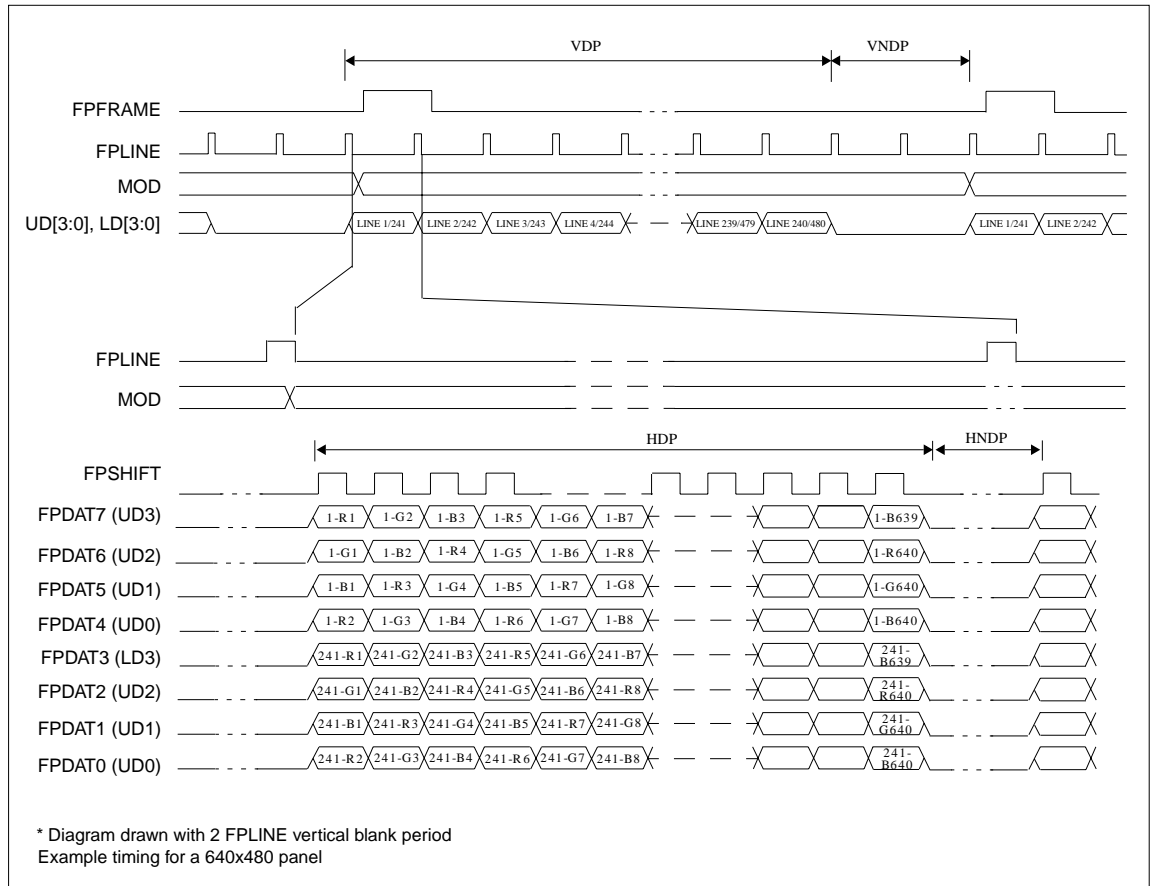 VDP VNDP
FPFRAME
FPLINE
MOD
UD[3:0], LD[3:0] LINE 1/241 LINE 2/242 LINE 3/243 LINE 4/244 LINE 239/479 LINE 240/480 LINE 1/241 LINE 2/242
FPLINE
MOD
HDP HNDP
FPSHIFT
FPDAT7 (UD3) 1-R1 1-G2 1-B3 1-R5 1-G6 1-B7 1-B639
FPDAT6 (UD2) 1-G1 1-B2 1-R4 1-G5 1-B6 1-R8 1-R640
FPDAT5 (UD1) 1-B1 1-R3 1-G4 1-B5 1-R7 1-G8 1-G640
FPDAT4 (UD0) 1-R2 1-G3 1-B4 1-R6 1-G7 1-B8 1-B640
FPDAT3 (LD3) 241-R1 241-G2 241-B3 241-R5 241-G6 241-B7 241-B639
FPDAT2 (UD2) 241-G1 241-B2 241-R4 241-G5 241-B6 241-R8 241-R640
FPDAT1 (UD1) 241-B1 241-R3 241-G4 241-B5 241-R7 241-G8 241-G640
FPDAT0 (UD0) 241-R2 241-G3 241-B4 241-R6 241-G7 241-B8 241-B640
* Diagram drawn with 2 FPLINE vertical blank period
Example timing for a 640x480 panel